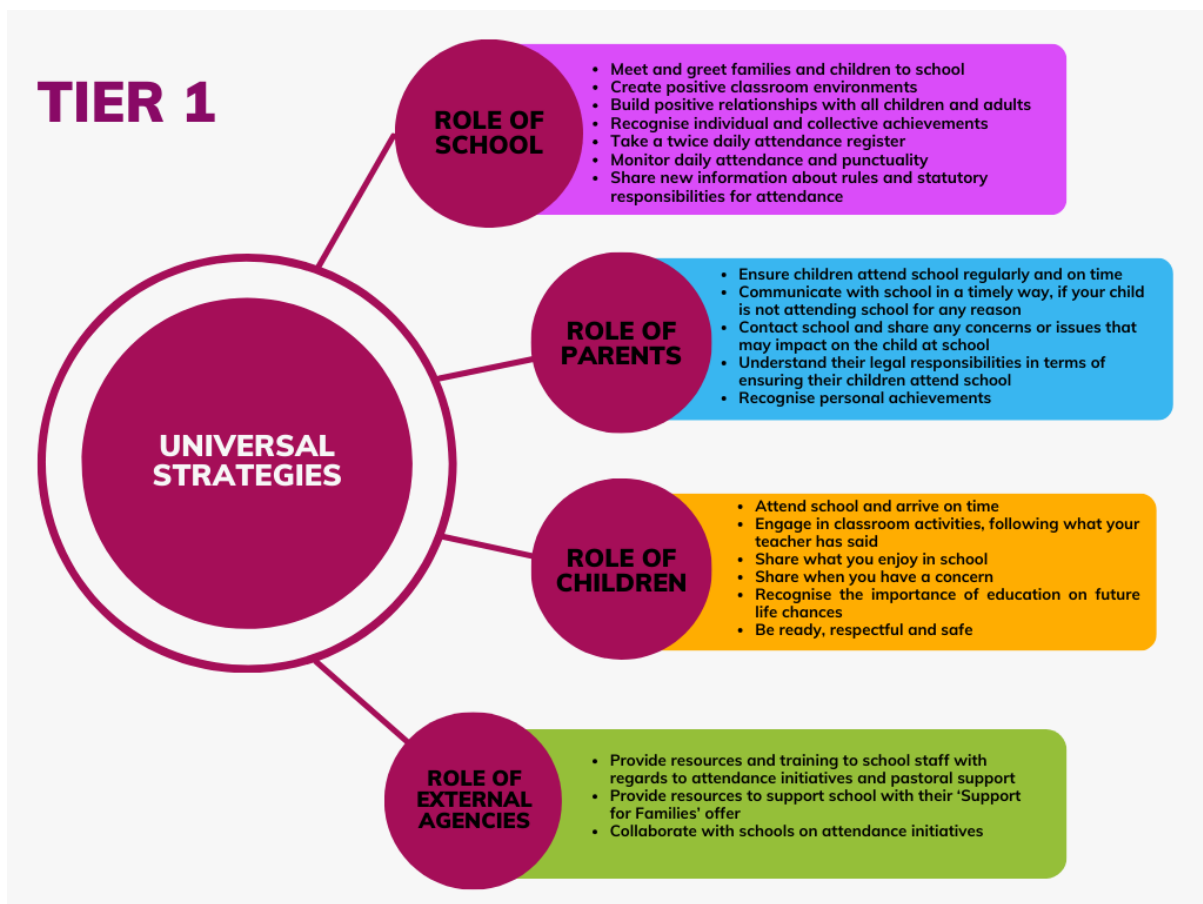 TIER 1
ROLE OF
SCHOOL
• Meet and greet families and children to school
• Create positive classroom environments
• Build positive relationships with all children and adults
• Recognise individual and collective achievements
• Take a twice daily attendance register
• Monitor daily attendance and punctuality
• Share new information about rules and statutory
responsibilities for attendance
ROLE OF
PARENTS
• Ensure children attend school regularly and on time
• Communicate with school in a timely way, if your child
is not attending school for any reason
• Contact school and share any concerns or issues that
may impact on the child at school
• Understand their legal responsibilities in terms of
ensuring their children attend school
• Recognise personal achievements
UNIVERSAL
STRATEGIES
ROLE OF
CHILDREN
• Attend school and arrive on time
• Engage in classroom activities, following what your
teacher has said
• Share what you enjoy in school
• Share when you have a concern
• Recognise the importance of education on future
life chances
• Be ready, respectful and safe
ROLE OF
EXTERNAL
AGENCIES
• Provide resources and training to school staff with
regards to attendance initiatives and pastoral support
• Provide resources to support school with their ‘Support
for Families’ offer
• Collaborate with schools on attendance initiatives